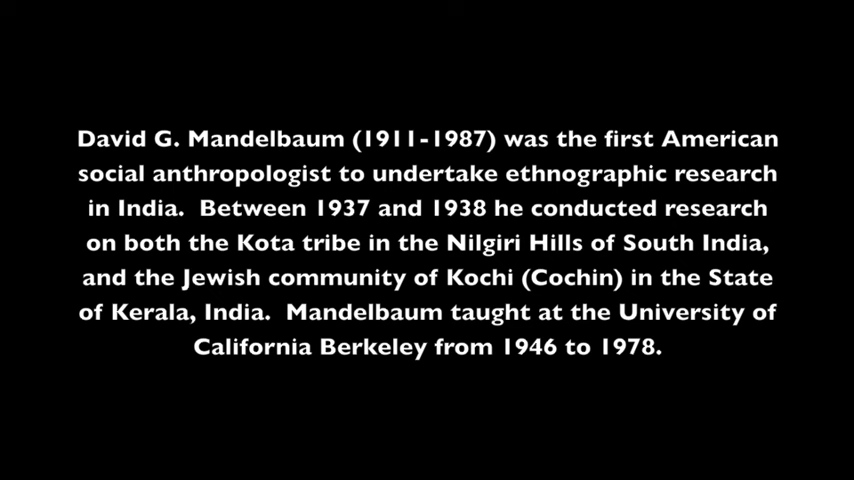 David G. Mandelbaum (1911-1987) was the first American
social anthropologist to undertake ethnographic research
in India.  Between 1937 and 1938 he conducted research
on both the Kota tribe in the Nilgiri Hills of South India,
and the Jewish community of Kochi (Cochin) in the State
of Kerala, India.  Mandelbaum taught at the University of
California Berkeley from 1946 to 1978.